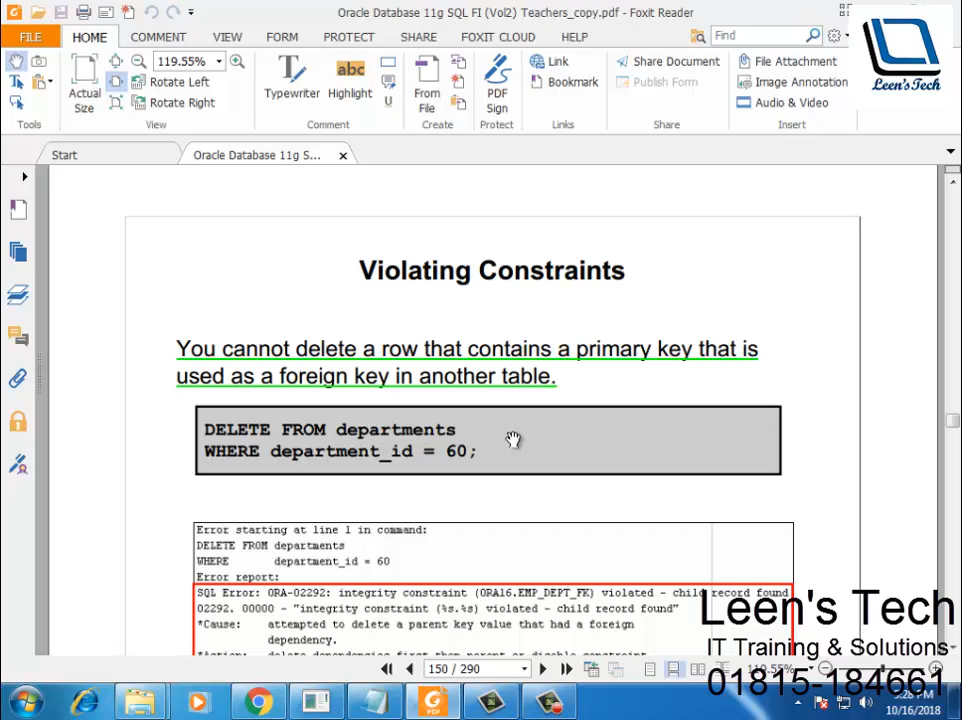 Oracle Database 11g SQL FI (Vol2) Teachers_copy.pdf - Foxit Reader
FILE HOME COMMENT VIEW FORM PROTECT SHARE FOXIT CLOUD HELP Find
119.55%
Rotate Left
Rotate Right
Actual Size
Typewriter
Highlight
From File
PDF Sign
Link
Bookmark
Share Document
Publish Form
File Attachment
Image Annotation
Audio & Video
Tools View Comment Create Protect Links Share Insert
Leen'sTech
Start Oracle Database 11g S...
Violating Constraints
You cannot delete a row that contains a primary key that is
used as a foreign key in another table.
DELETE FROM departments
WHERE department_id = 60;
Error starting at line 1 in command:
DELETE FROM departments
WHERE department_id = 60
Error report:
SQL Error: ORA-02292: integrity constraint (ORA16.EMP_DEPT_FK) violated - child record found
02292. 00000 - "integrity constraint (%s.%s) violated - child record found"
*Cause: attempted to delete a parent key value that had a foreign
dependency.
Leen's Tech
IT Training & Solutions
01815-184661
150 / 290
119.55%
10/16/2018